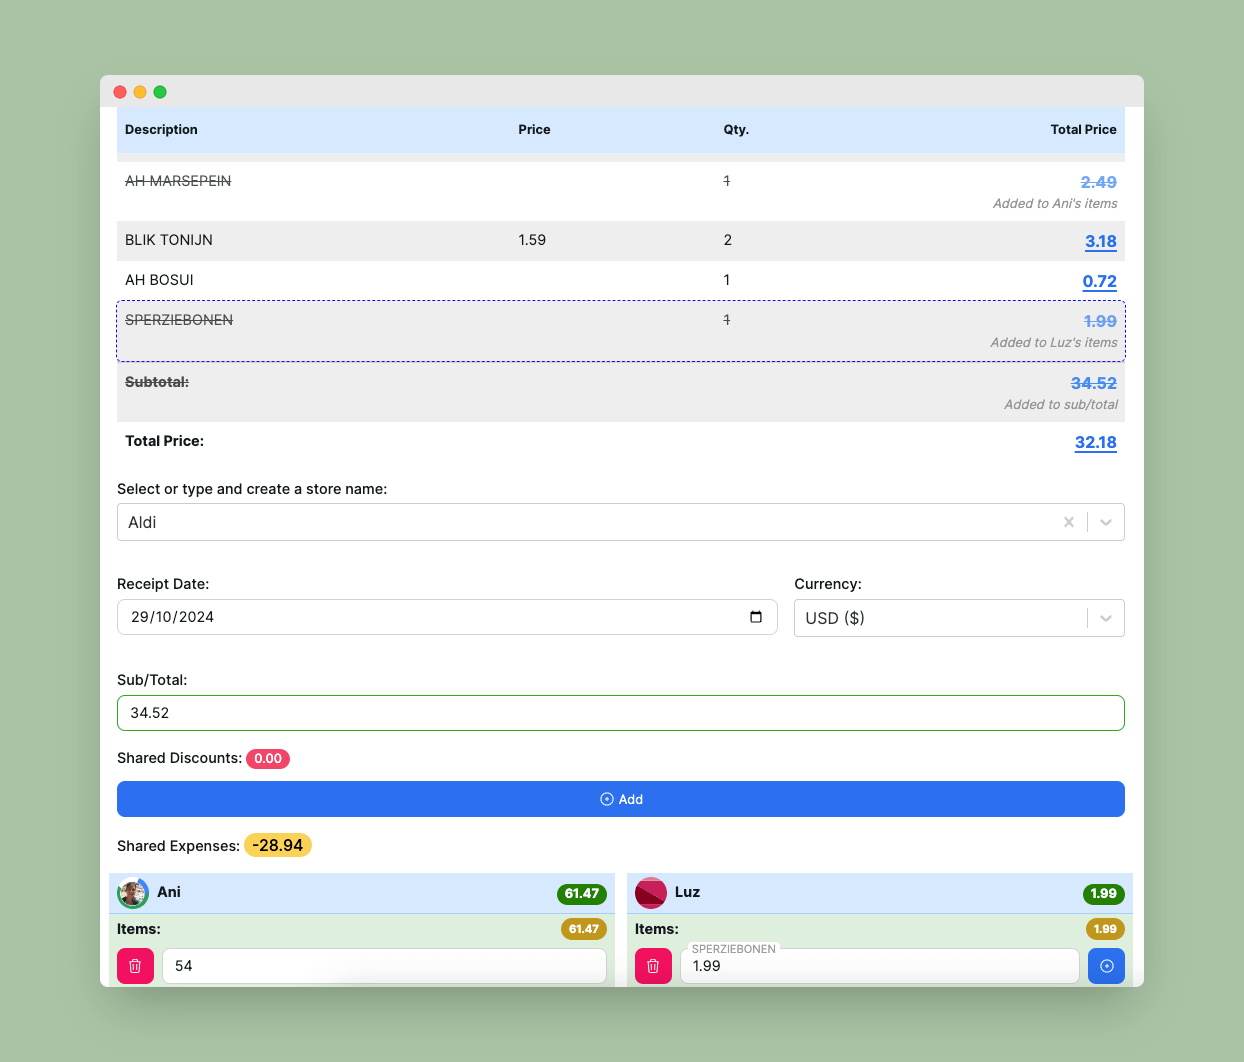 Description Price Qty. Total Price
AH MARSEPEIN 1 2.49
Added to Ani's items
BLIK TONIJN 1.59 2 3.18
AH BOSUI 1 0.72
SPERZIEBONEN 1 1.99
Added to Luz's items
Subtotal: 34.52
Added to sub/total
Total Price: 32.18
Select or type and create a store name:
Aldi
Receipt Date: Currency:
29/10/2024 USD ($)
Sub/Total:
34.52
Shared Discounts: 0.00
Add
Shared Expenses: -28.94
Ani 61.47 Luz 1.99
Items: 61.47 Items: 1.99
SPERZIEBONEN
54 1.99